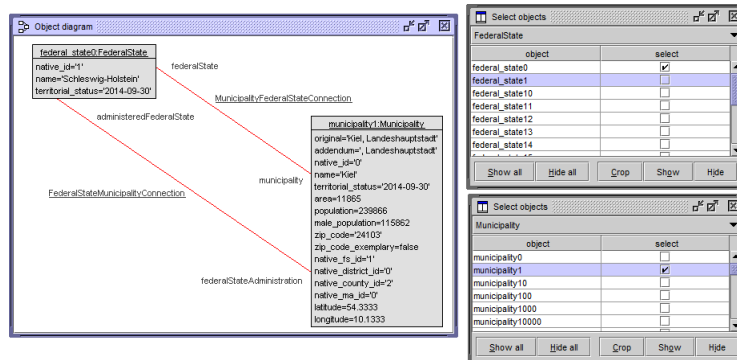 Object diagram
federal_state0:FederalState
native_id='1'
name='Schleswig-Holstein'
territorial_status='2014-09-30'
federalState
MunicipalityFederalStateConnection
administeredFederalState
municipality
FederalStateMunicipalityConnection
federalStateAdministration
municipality1:Municipality
original='Kiel, Landeshauptstadt'
addendum=', Landeshauptstadt'
native_id='0'
name='Kiel'
territorial_status='2014-09-30'
area=11865
population=239866
male_population=115862
zip_code='24103'
zip_code_exemplary=false
native_fs_id='1'
native_district_id='0'
native_county_id='2'
native_ma_id='0'
latitude=54.3333
longitude=10.1333
Select objects
FederalState
object select
federal_state0
federal_state1
federal_state10
federal_state11
federal_state12
federal_state13
federal_state14
Show all Hide all Crop Show Hide
Select objects
Municipality
object select
municipality0
municipality1
municipality10
municipality100
municipality1000
municipality10000
Show all Hide all Crop Show Hide